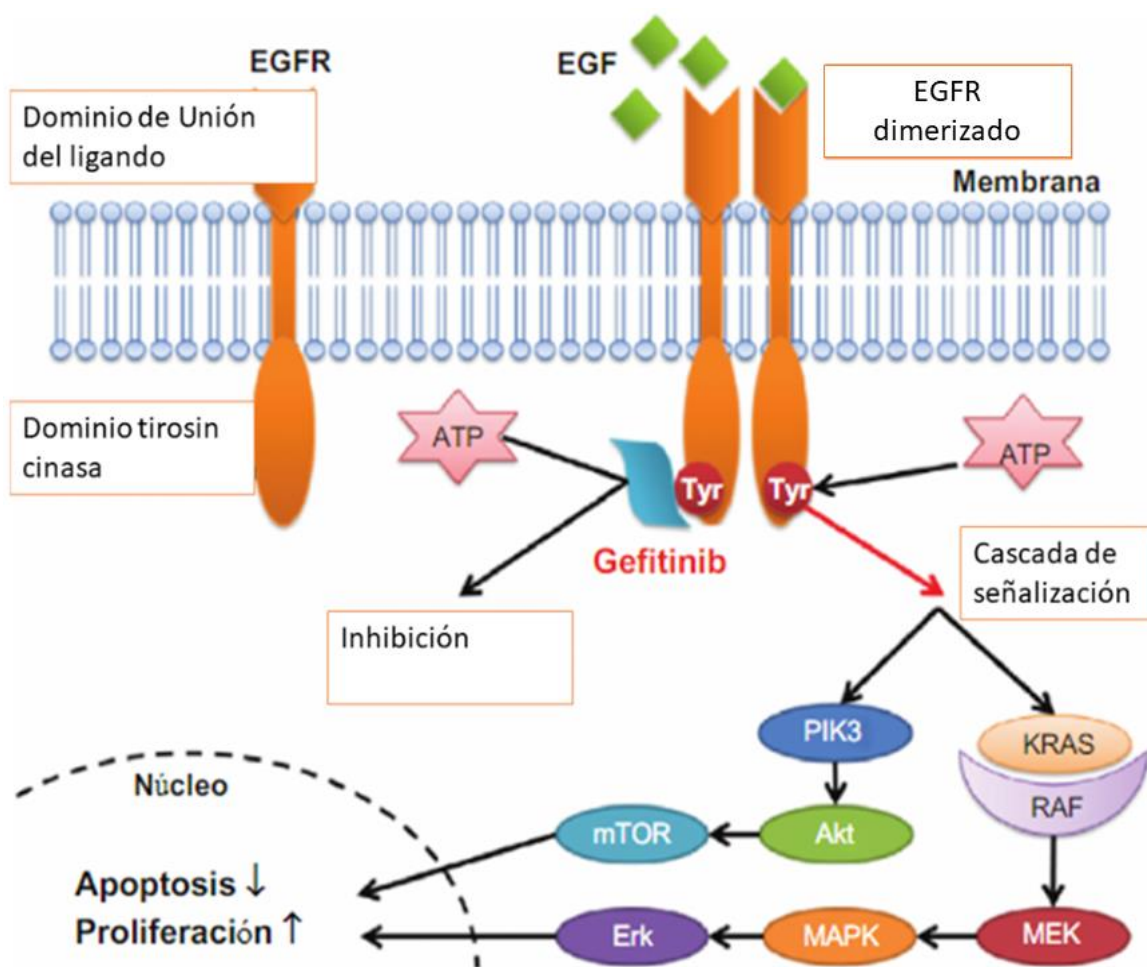 EGFR
EGF
Dominio de Unión
del ligando
EGFR
dimerizado
Membrana
Dominio tirosin
cinasa
ATP
ATP
Tyr
Tyr
Gefitinib
Cascada de
señalización
Inhibición
PIK3
KRAS
RAF
Núcleo
mTOR
Akt
Apoptosis ↓
Proliferación ↑
Erk
MAPK
MEK